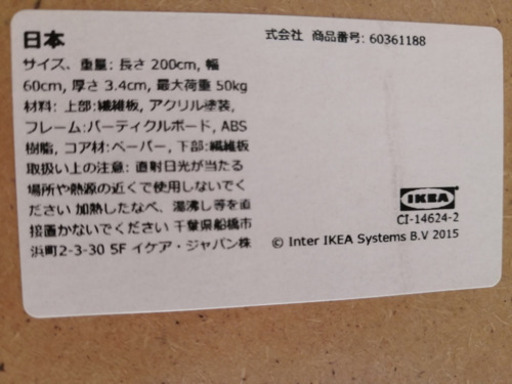 日本
サイズ、重量: 長さ 200cm, 幅
60cm, 厚さ 3.4cm, 最大荷重 50kg
材料: 上部:繊維板, アクリル塗装,
フレーム:パーティクルボード, ABS
樹脂, コア材:ペーパー, 下部:繊維板
取扱い上の注意: 直射日光が当たる
場所や熱源の近くで使用しないでく
ださい 加熱したなべ、湯沸し等を直
接置かないでください 千葉県船橋市
浜町2-3-30 5F イケア・ジャパン株
式会社 商品番号: 60361188
IKEA
CI-14624-2
© Inter IKEA Systems B.V 2015